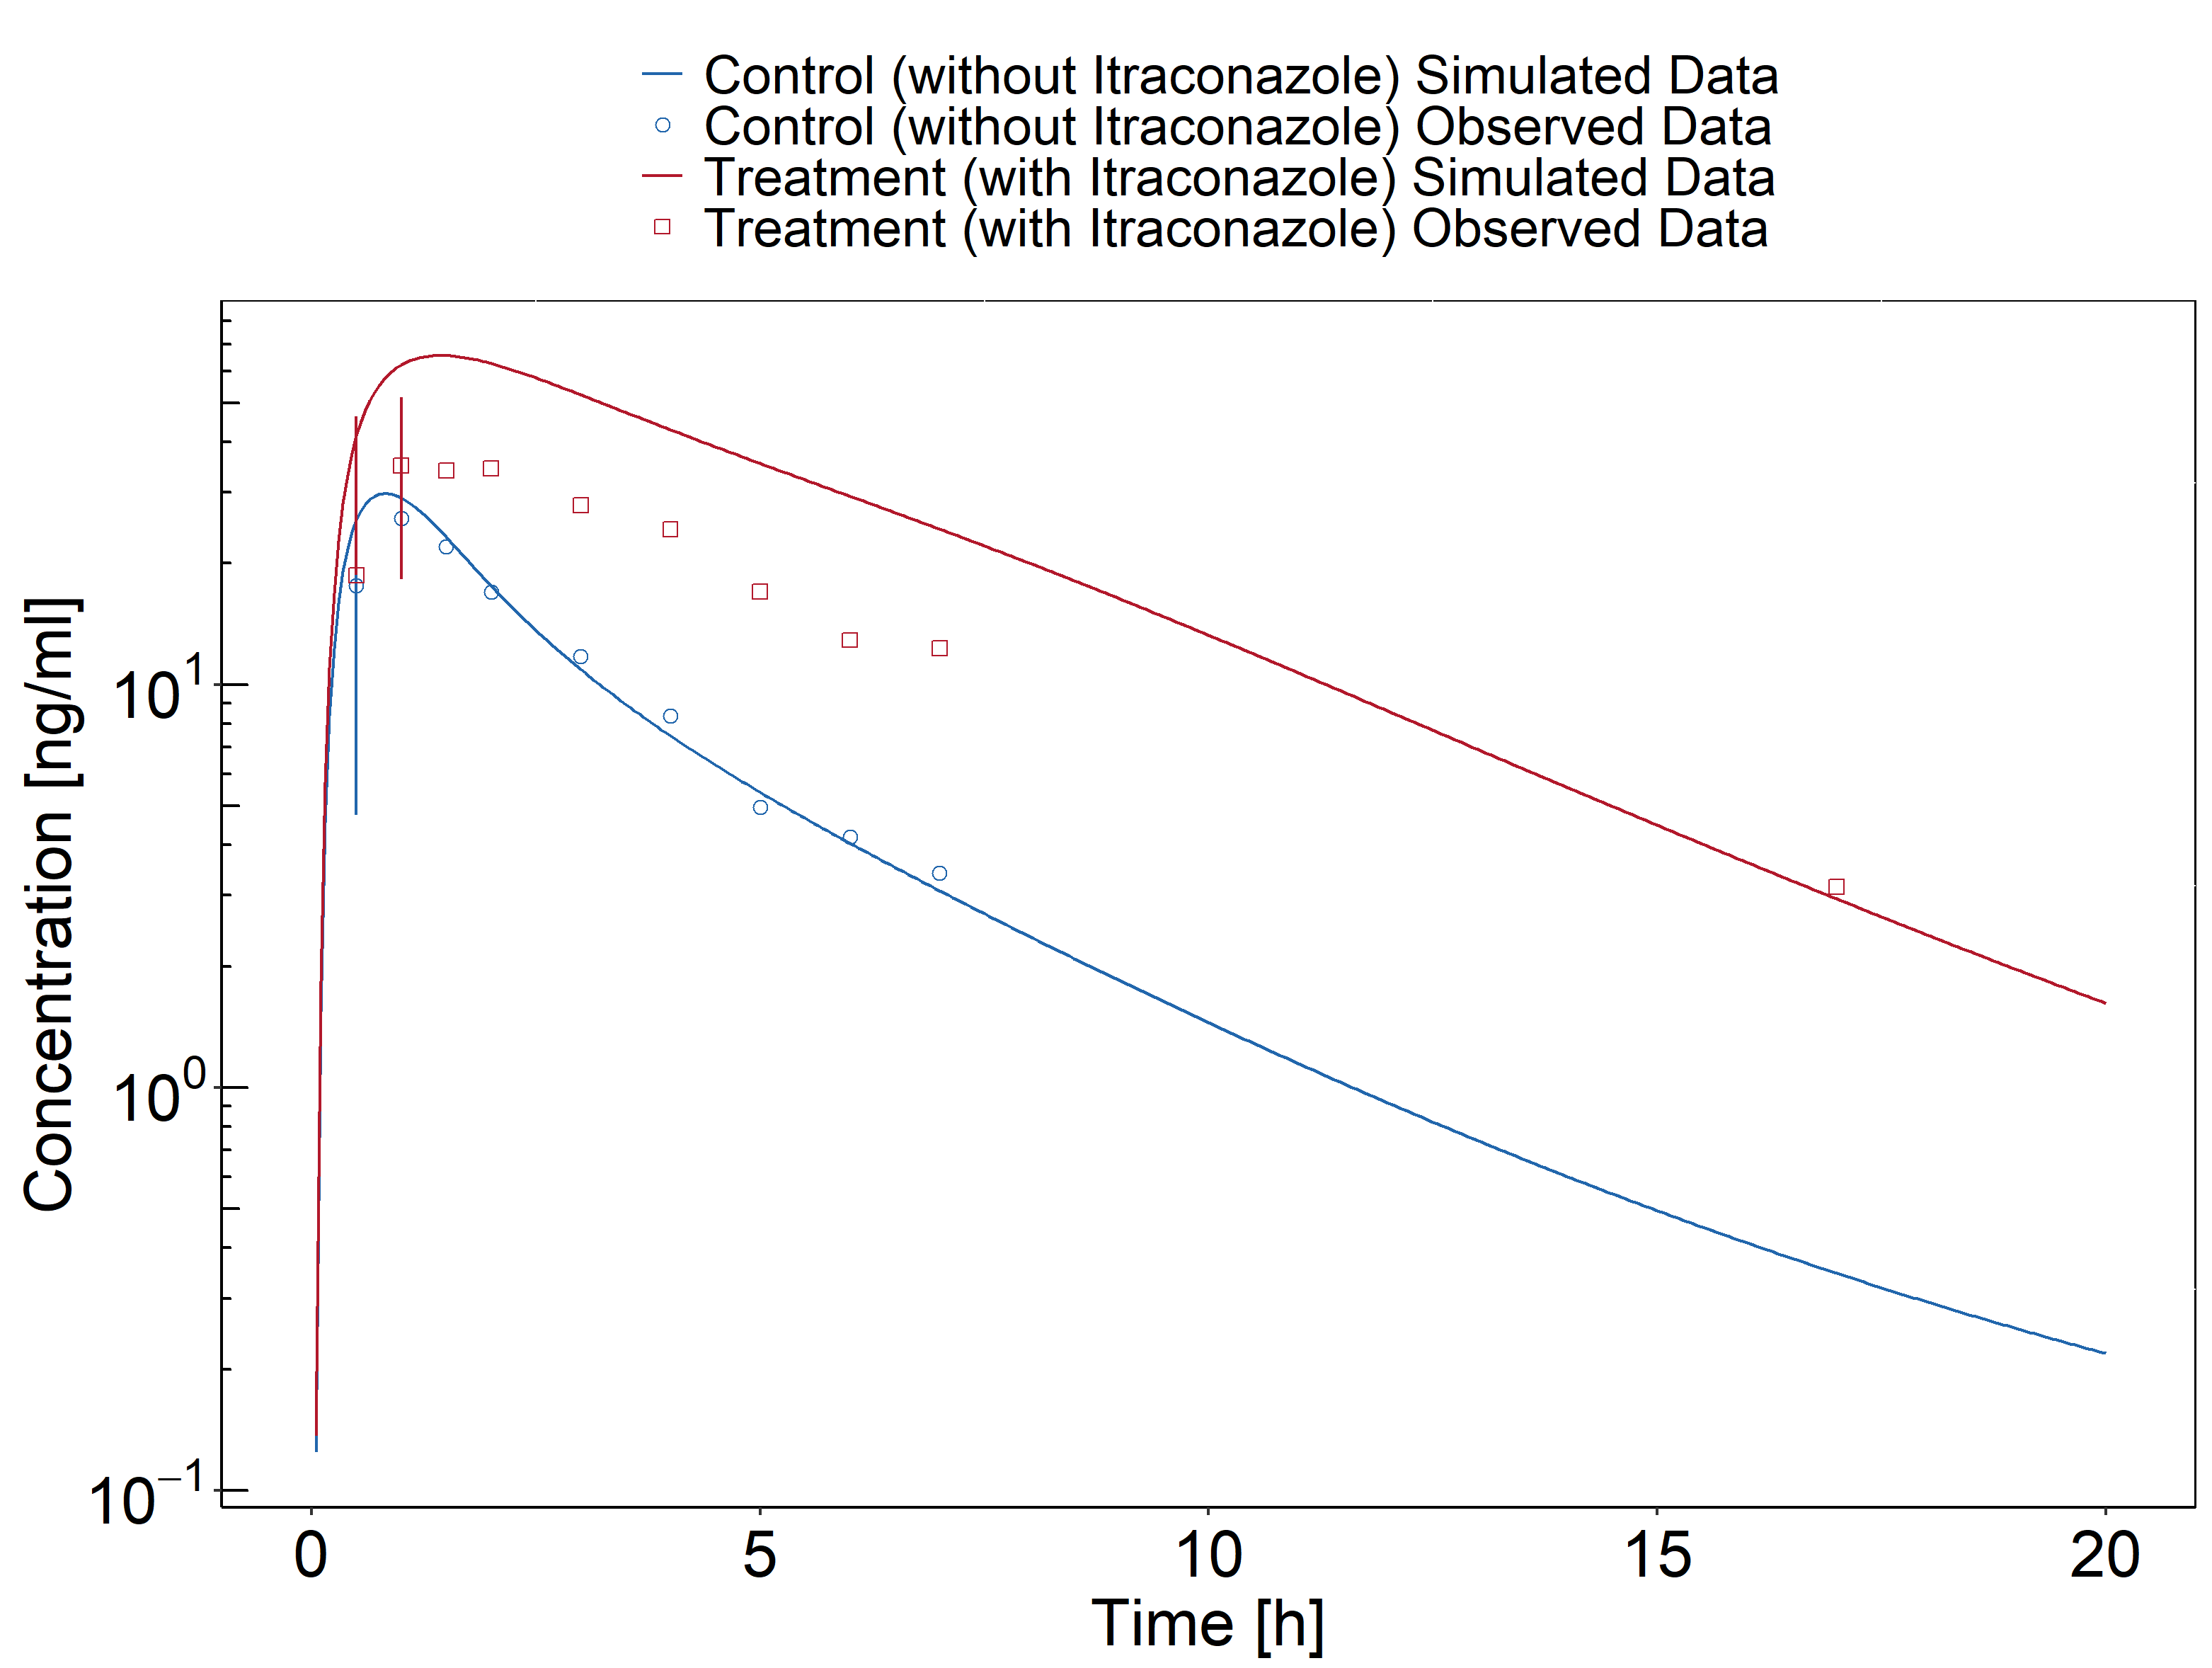 Control (without Itraconazole) Simulated Data
Control (without Itraconazole) Observed Data
Treatment (with Itraconazole) Simulated Data
Treatment (with Itraconazole) Observed Data
Concentration [ng/ml]
10¹
10⁰
10⁻¹
0 5 10 15 20
Time [h]